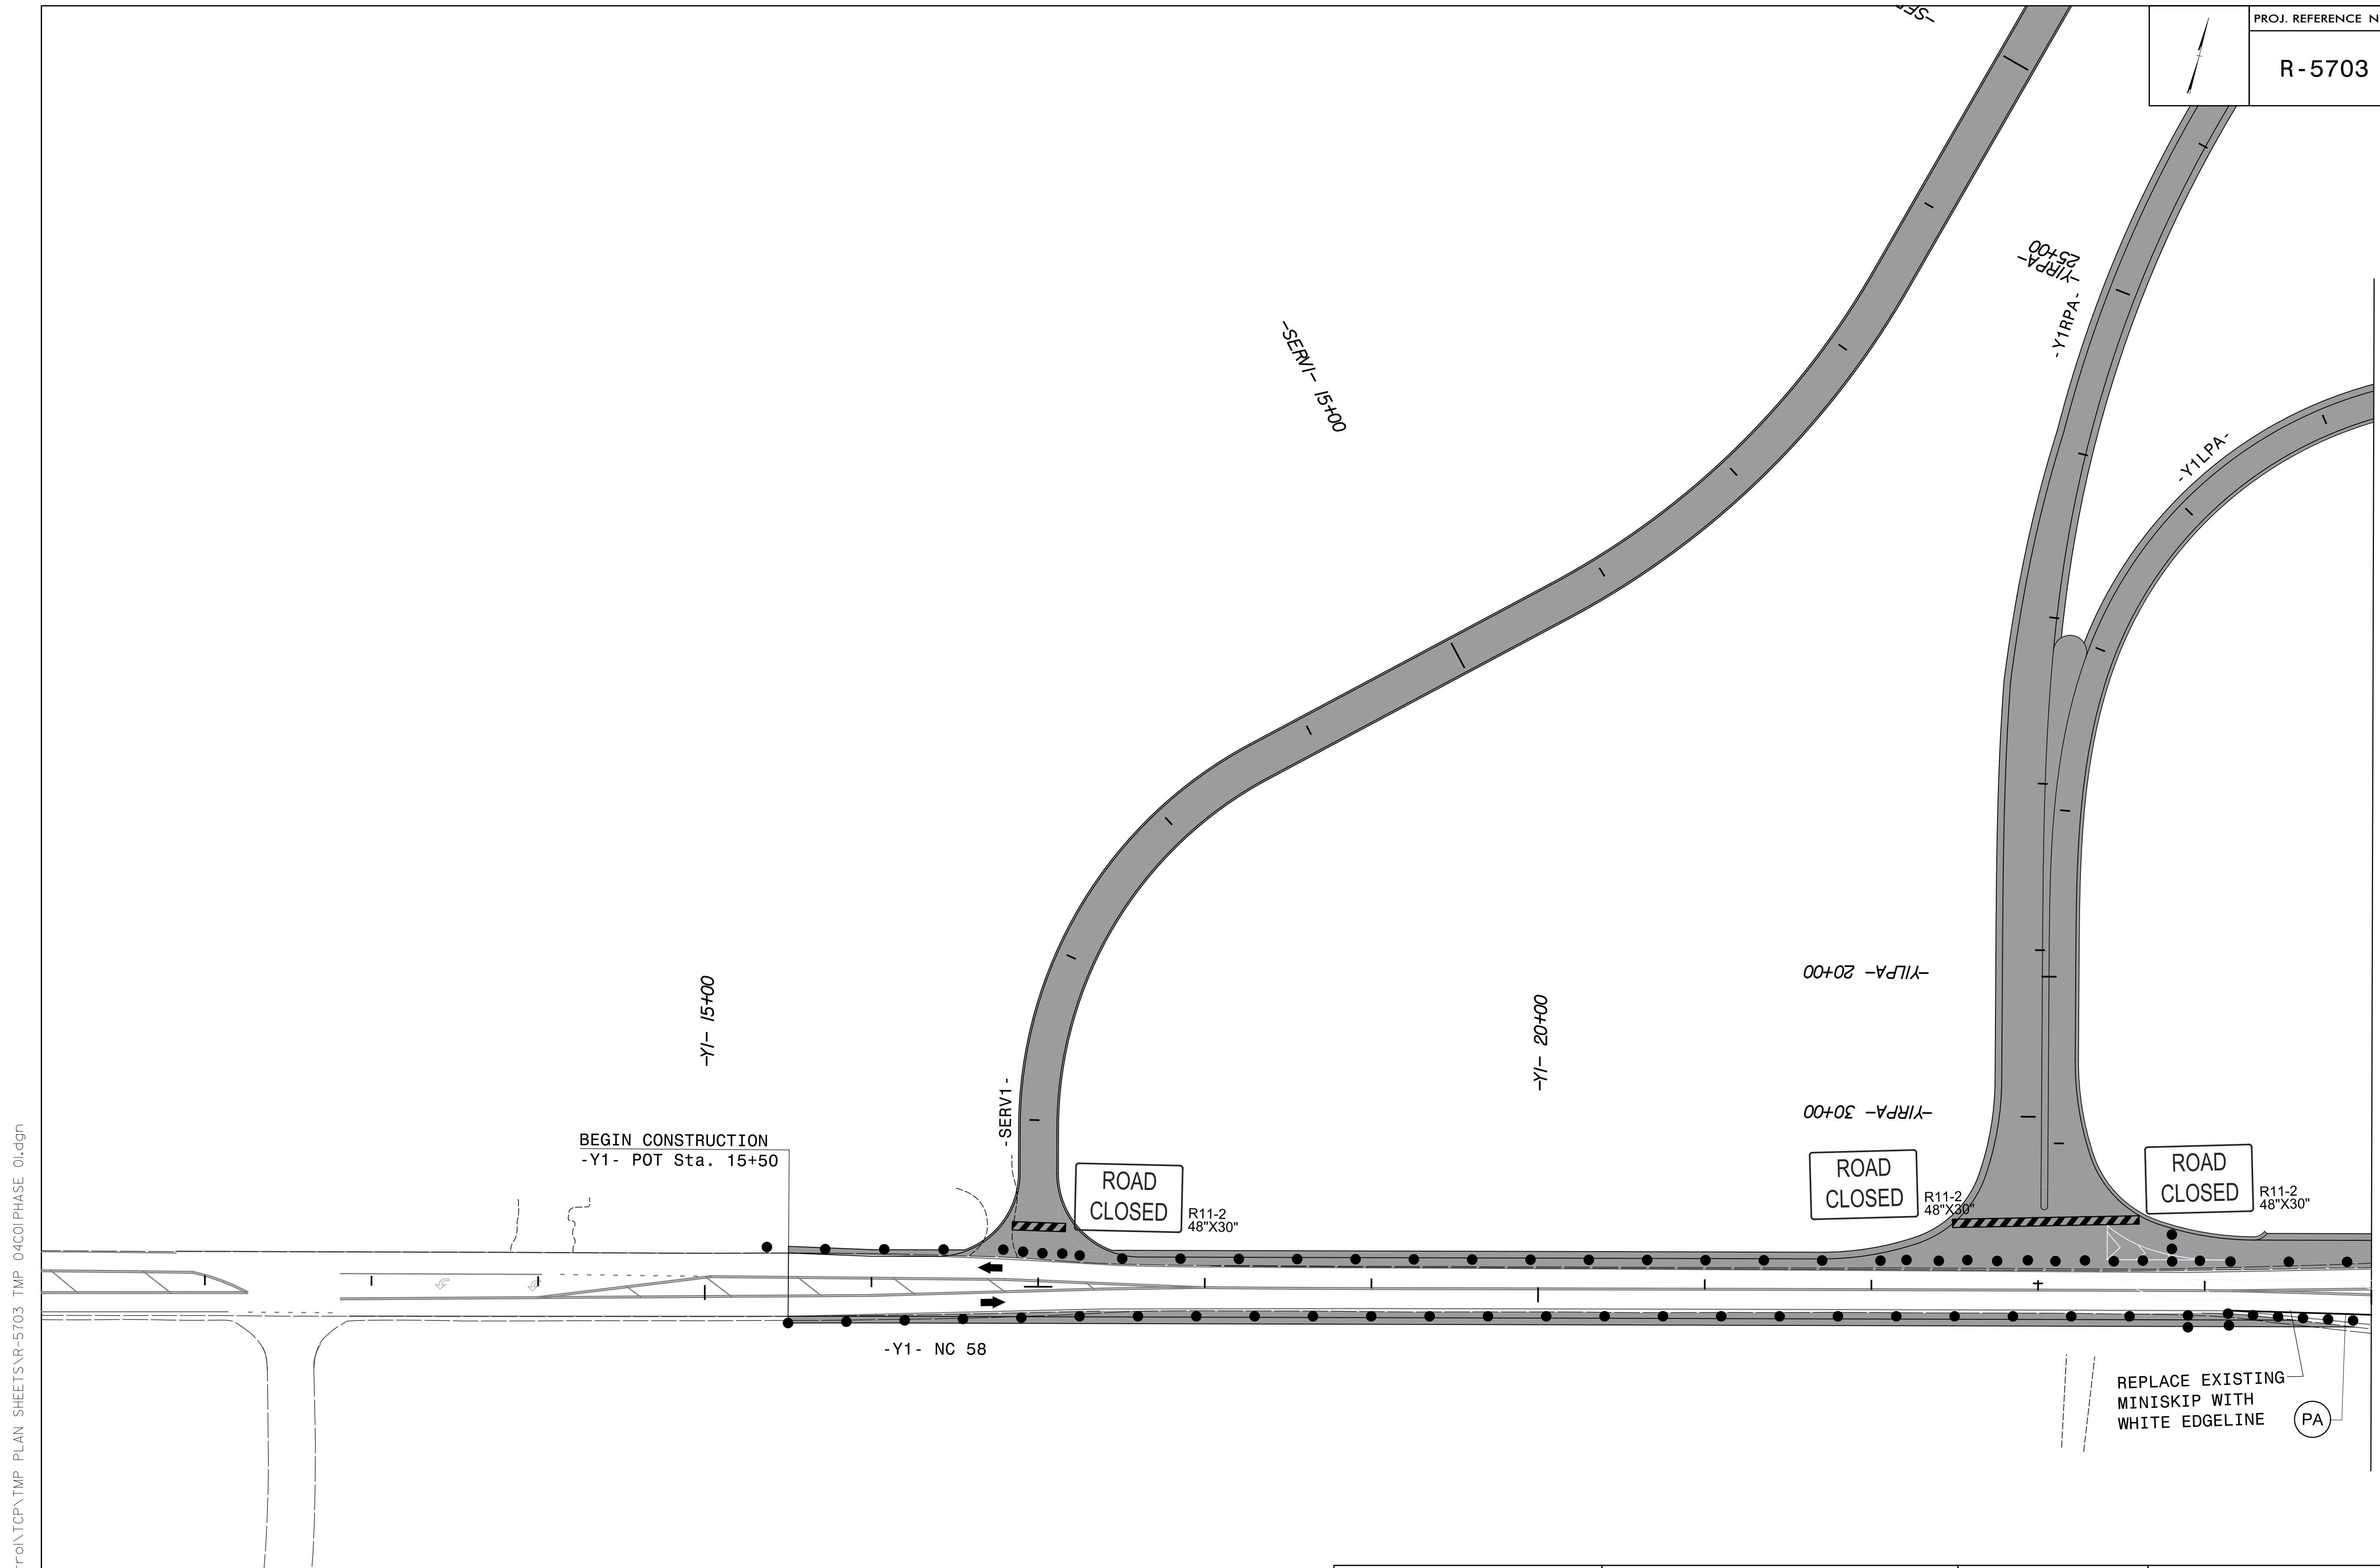 PROJ. REFERENCE N
R-5703
-SERV1- 15+00
-Y1RPA-
25+00
-Y1RPA-
-Y1LPA-
-Y1LPA- 20+00
-Y1- 15+00
-Y1- 20+00
-Y1RPA- 30+00
-SERV1-
BEGIN CONSTRUCTION
-Y1- POT Sta. 15+50
ROAD
CLOSED
R11-2
48"X30"
ROAD
CLOSED
R11-2
48"X30"
ROAD
CLOSED
R11-2
48"X30"
-Y1- NC 58
REPLACE EXISTING
MINISKIP WITH
WHITE EDGELINE
PA
rol\TCP\TMP PLAN SHEETS\R-5703 TMP 04C01PHASE 01.dgn